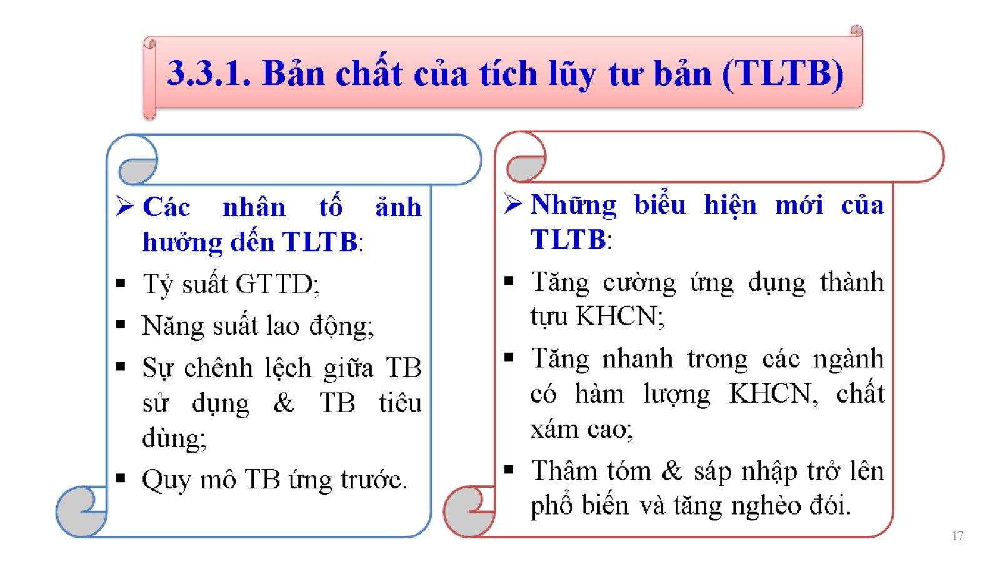 3.3.1. Bản chất của tích lũy tư bản (TLTB)
➢ Các nhân tố ảnh
hưởng đến TLTB:
▪ Tỷ suất GTTD;
▪ Năng suất lao động;
▪ Sự chênh lệch giữa TB
sử dụng & TB tiêu
dùng;
▪ Quy mô TB ứng trước.
➢ Những biểu hiện mới của
TLTB:
▪ Tăng cường ứng dụng thành
tựu KHCN;
▪ Tăng nhanh trong các ngành
có hàm lượng KHCN, chất
xám cao;
▪ Thâm tóm & sáp nhập trở lên
phổ biến và tăng nghèo đói.
17